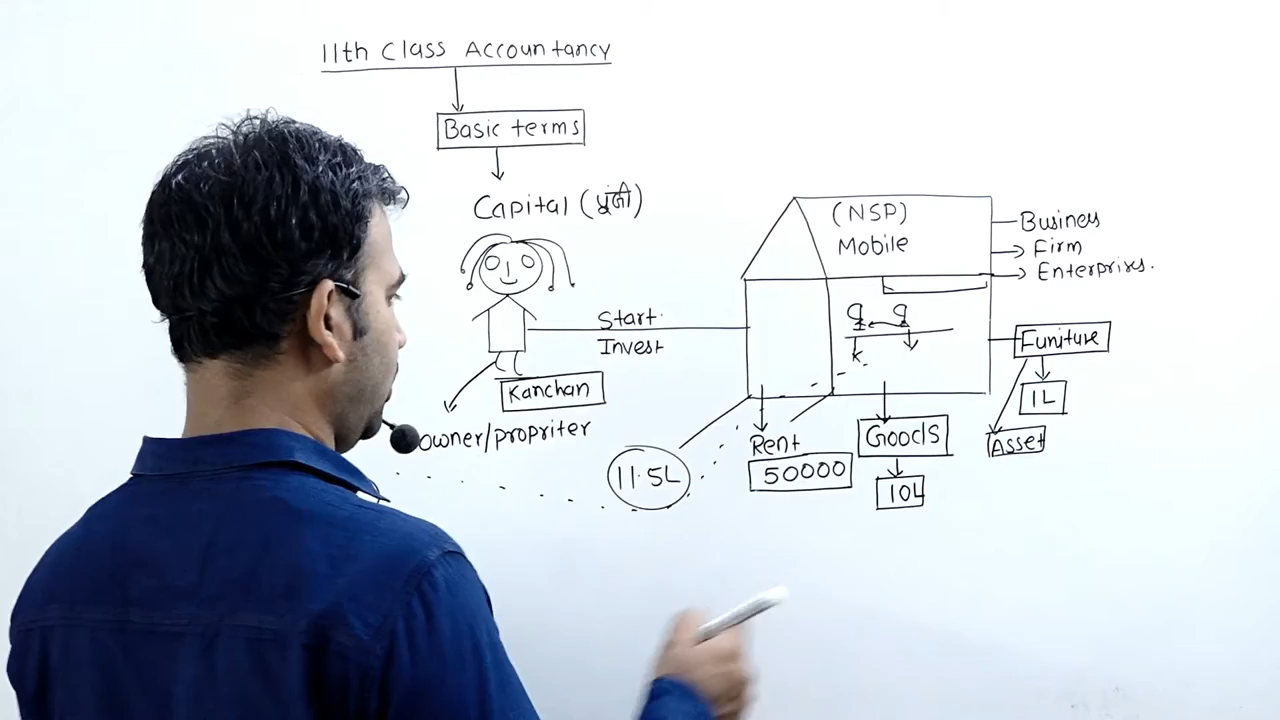 11th Class Accountancy
Basic terms
Capital (पूंजी)
(NSP)
Mobile
Business
Firm
Enterprises.
Start
Invest
k
Funiture
1L
Asset
Kanchan
owner/propriter
11.5L
Rent
50000
Goods
10L